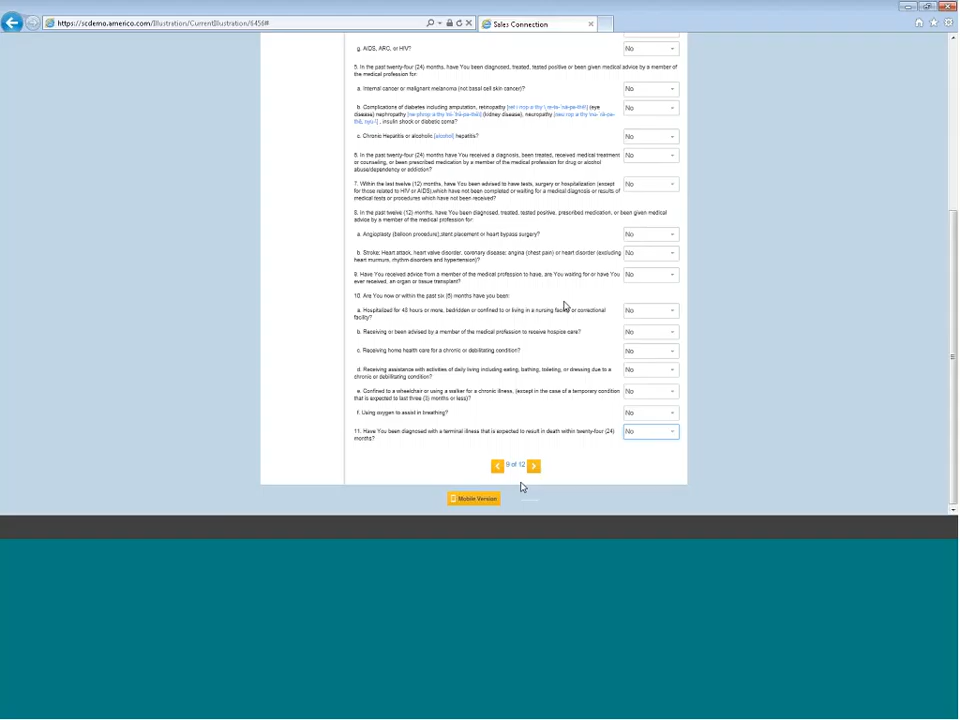 https://scdemo.americo.com/Illustration/CurrentIllustration/6456#
Sales Connection
g. AIDS, ARC, or HIV?
No
5. In the past twenty-four (24) months, have You been diagnosed, treated, tested positive or been given medical advice by a member of
the medical profession for:
a. Internal cancer or malignant melanoma (not basal cell skin cancer)?
No
b. Complications of diabetes including amputation, retinopathy (eye
No
disease) nephropathy (kidney disease), neuropathy
, insulin shock or diabetic coma?
c. Chronic Hepatitis or alcoholic [alcohol] hepatitis?
No
6. In the past twenty-four (24) months have You received a diagnosis, been treated, received medical treatment
No
or counseling, or been prescribed medication by a member of the medical profession for drug or alcohol
abuse/dependency or addiction?
7. Within the last twelve (12) months, have You been advised to have tests, surgery or hospitalization (except
No
for those related to HIV or AIDS),which have not been completed or waiting for a medical diagnosis or results of
medical tests or procedures which have not been received?
8. In the past twelve (12) months, have You been diagnosed, treated, tested positive, prescribed medication, or been given medical
advice by a member of the medical profession for:
a. Angioplasty (balloon procedure),stent placement or heart bypass surgery?
No
b. Stroke; Heart attack, heart valve disorder, coronary disease; angina (chest pain) or heart disorder (excluding
No
heart murmurs, rhythm disorders and hypertension)?
9. Have You received advice from a member of the medical profession to have, are You waiting for or have You
No
ever received, an organ or tissue transplant?
10. Are You now or within the past six (6) months have you been:
a. Hospitalized for 48 hours or more, bedridden or confined to or living in a nursing facility or correctional
No
facility?
b. Receiving or been advised by a member of the medical profession to receive hospice care?
No
c. Receiving home health care for a chronic or debilitating condition?
No
d. Receiving assistance with activities of daily living including eating, bathing, toileting, or dressing due to a
No
chronic or debilitating condition?
e. Confined to a wheelchair or using a walker for a chronic illness, (except in the case of a temporary condition
No
that is expected to last three (3) months or less)?
f. Using oxygen to assist in breathing?
No
11. Have You been diagnosed with a terminal illness that is expected to result in death within twenty-four (24)
No
months?
9 of 12
Mobile Version